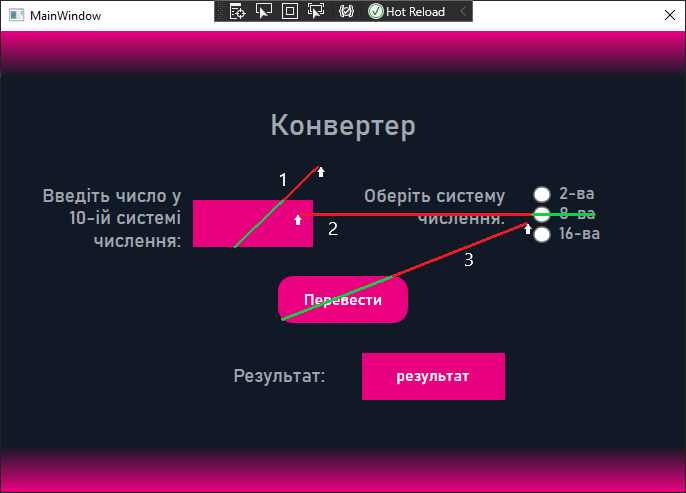 MainWindow
Hot Reload
Конвертер
1
Введіть число у
10-ій системі
числення:
Оберіть систему
числення:
2-ва
8-ва
16-ва
2
3
Перевести
Результат:
результат